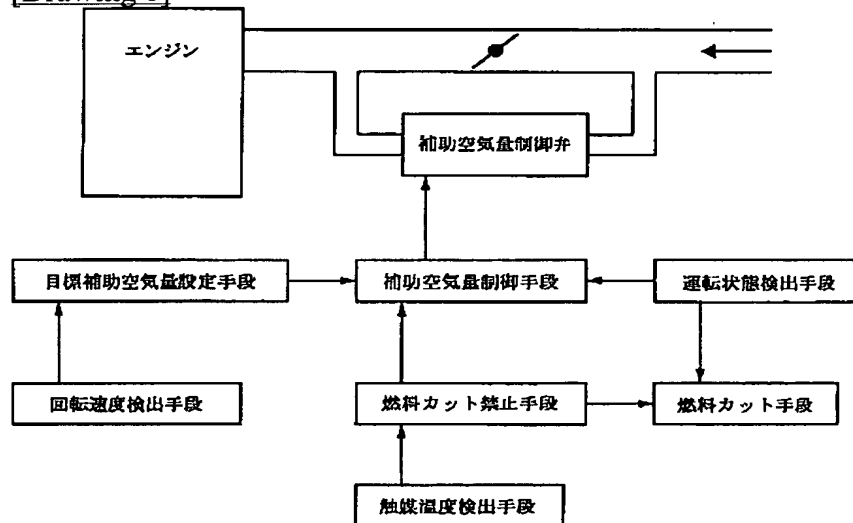 エンジン
補助空気量制御弁
目標補助空気量設定手段
補助空気量制御手段
運転状態検出手段
回転速度検出手段
燃料カット禁止手段
燃料カット手段
触媒温度検出手段